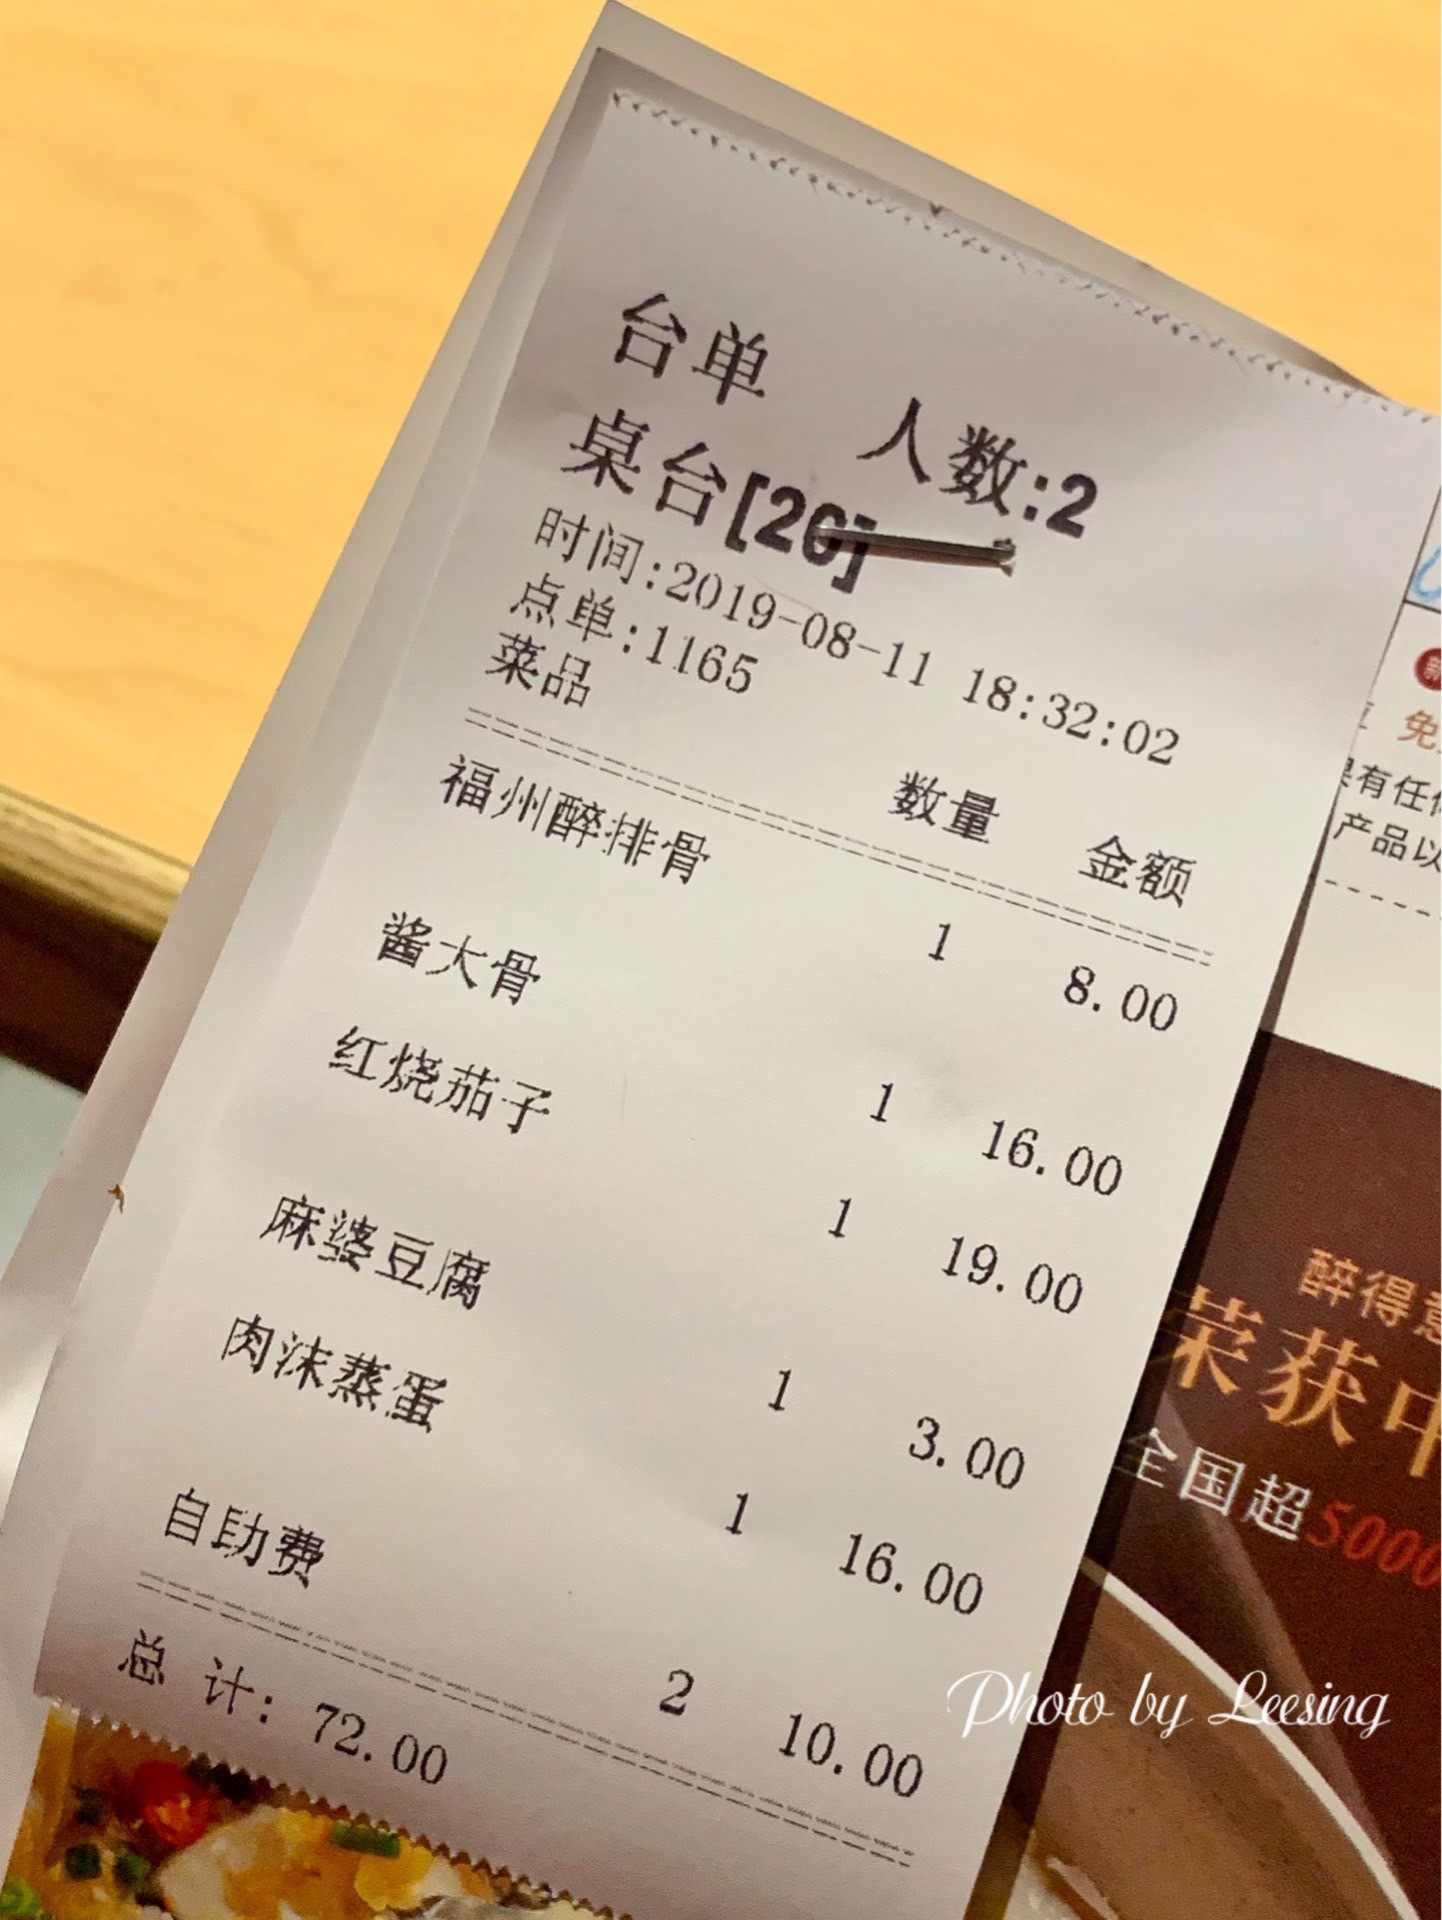 台单 人数:2
桌台[26]
时间:2019-08-11 18:32:02
点单:1165
菜品 数量 金额
福州醉排骨 1 8.00
酱大骨 1 16.00
红烧茄子 1 19.00
麻婆豆腐 1 3.00
肉沫蒸蛋 1 16.00
自助费 2 10.00
总 计: 72.00
免
有任
产品以
醉得意
荣获中
全国超5000
Photo by Leesing